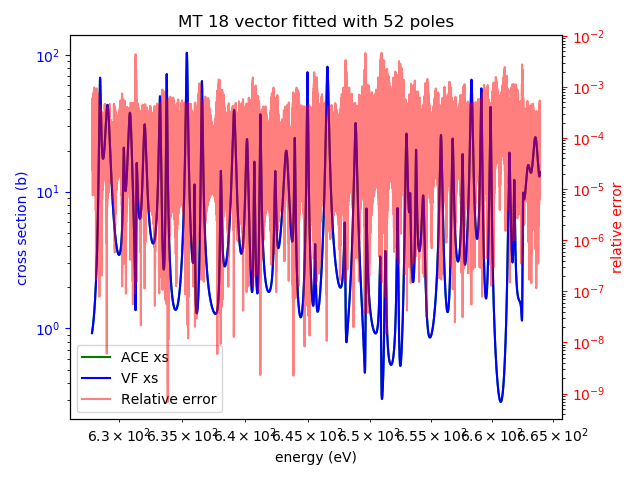 MT 18 vector fitted with 52 poles
cross section (b)
10²
10¹
10⁰
10⁻²
10⁻³
10⁻⁴
10⁻⁵
10⁻⁶
10⁻⁷
10⁻⁸
10⁻⁹
relative error
ACE xs
VF xs
Relative error
6.3 × 10² 6.35 × 10² 6.4 × 10² 6.45 × 10² 6.5 × 10² 6.55 × 10² 6.6 × 10² 6.65 × 10²
energy (eV)